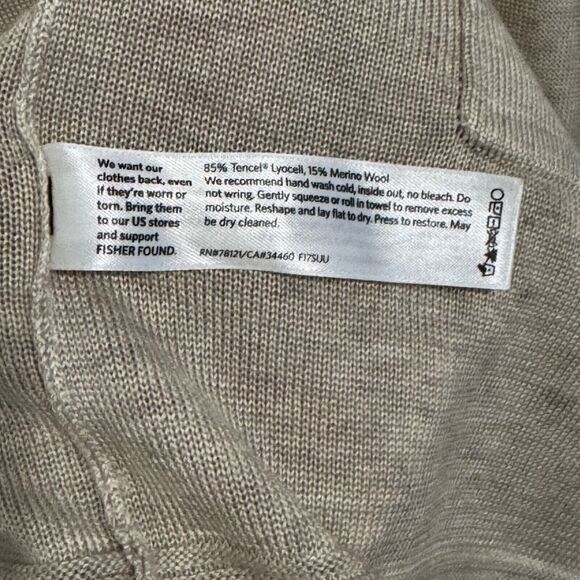 We want our
clothes back, even
if they're worn or
torn. Bring them
to our US stores
and support
FISHER FOUND.
85% Tencel® Lyocell, 15% Merino Wool
We recommend hand wash cold, inside out, no bleach. Do
not wring. Gently squeeze or roll in towel to remove excess
moisture. Reshape and lay flat to dry. Press to restore. May
be dry cleaned.
RN#78121/CA#34460 F17SUU